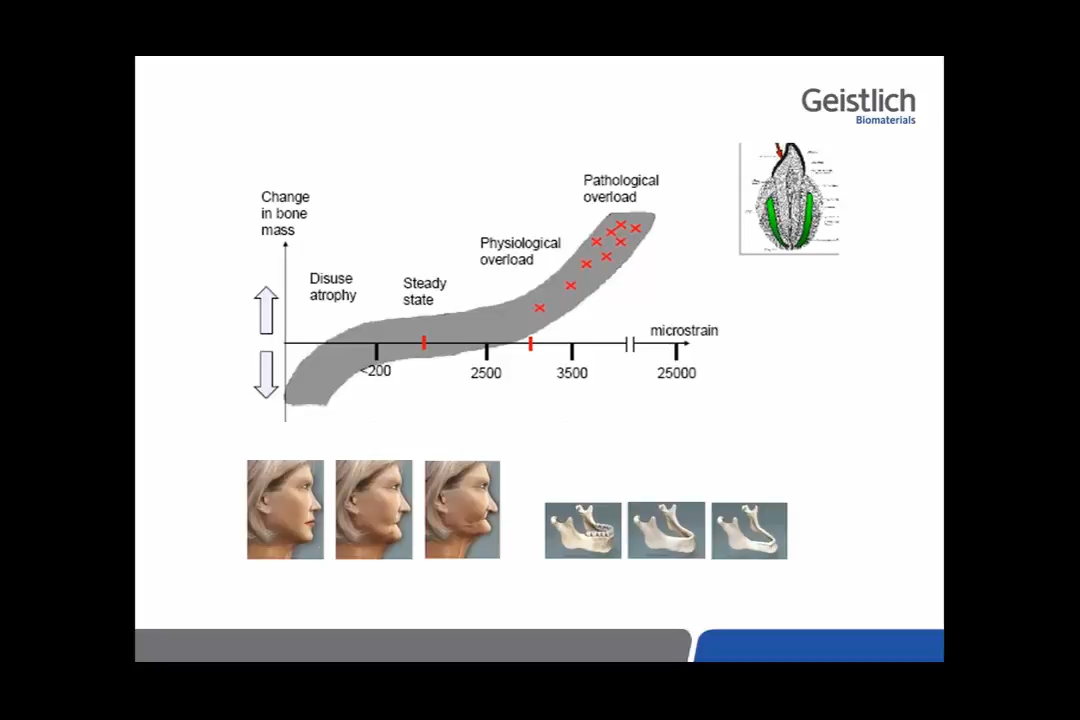 Geistlich
Biomaterials
Pathological
overload
Change
in bone
mass
Physiological
overload
Disuse
atrophy
Steady
state
microstrain
<200
2500
3500
25000